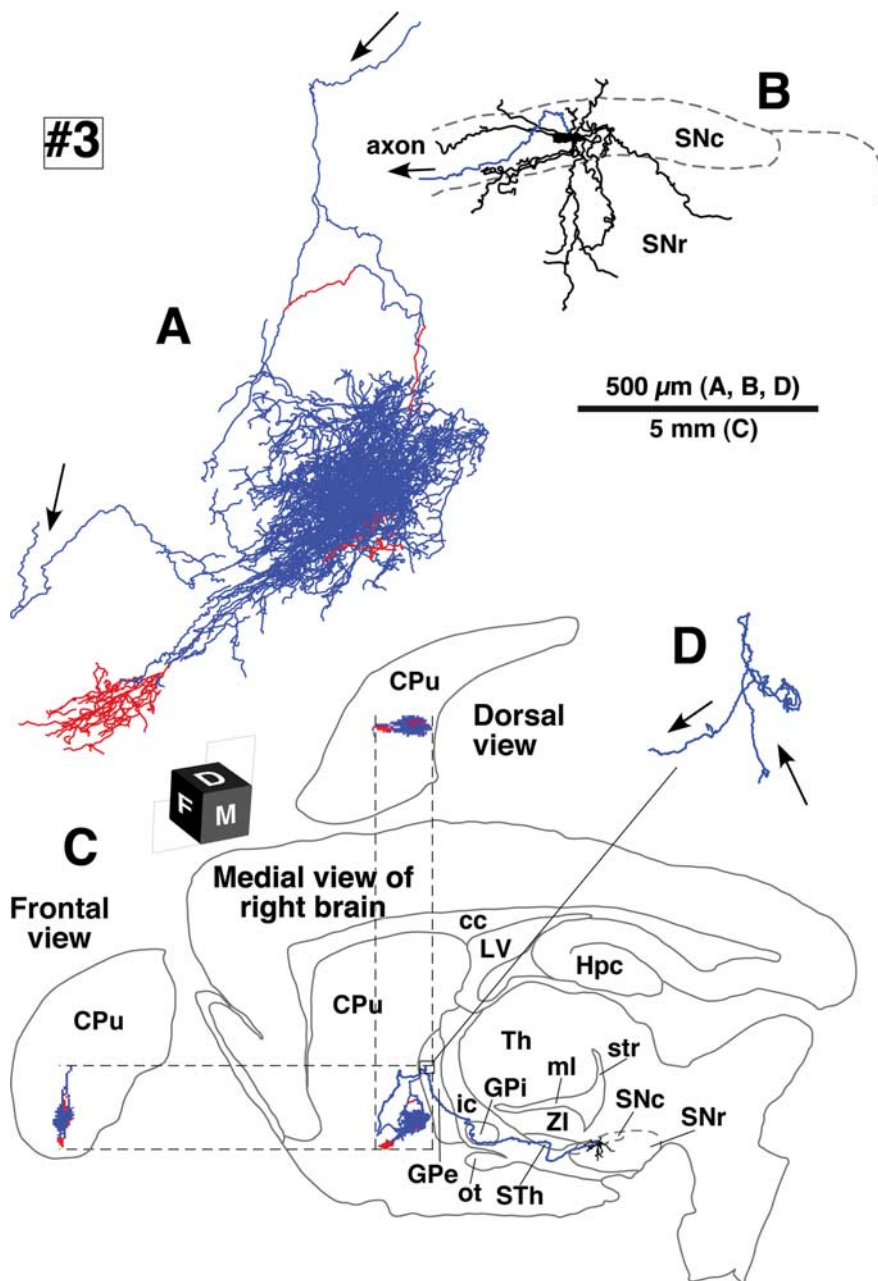 #3
B
axon
SNc
SNr
A
500 µm (A, B, D)
5 mm (C)
D
CPu
Dorsal
view
D
F
M
C
Medial view of
right brain
Frontal
view
cc
LV
Hpc
CPu
CPu
Th
str
ml
SNc
GPi
ic
ZI
SNr
GPe
ot
STh